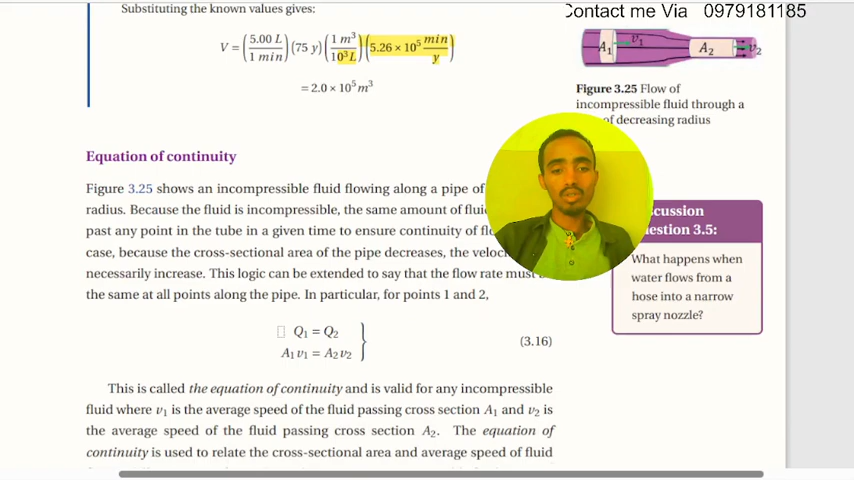 Contact me Via 0979181185
Substituting the known values gives:
V = (5.00 L / 1 min) (75 y) (1 m³ / 10³ L) (5.26 × 10⁵ min / y)
= 2.0 × 10⁵ m³
A₁ v₁ A₂ v₂
Figure 3.25 Flow of
incompressible fluid through a
of decreasing radius
Equation of continuity
Figure 3.25 shows an incompressible fluid flowing along a pipe of
radius. Because the fluid is incompressible, the same amount of
past any point in the tube in a given time to ensure continuity of
case, because the cross-sectional area of the pipe decreases, the
necessarily increase. This logic can be extended to say that the flow rate must
the same at all points along the pipe. In particular, for points 1 and 2,
Q₁ = Q₂
A₁v₁ = A₂v₂
(3.16)
3.5:
What happens when
water flows from a
hose into a narrow
spray nozzle?
This is called the equation of continuity and is valid for any incompressible
fluid where v₁ is the average speed of the fluid passing cross section A₁ and v₂ is
the average speed of the fluid passing cross section A₂. The equation of
continuity is used to relate the cross-sectional area and average speed of fluid